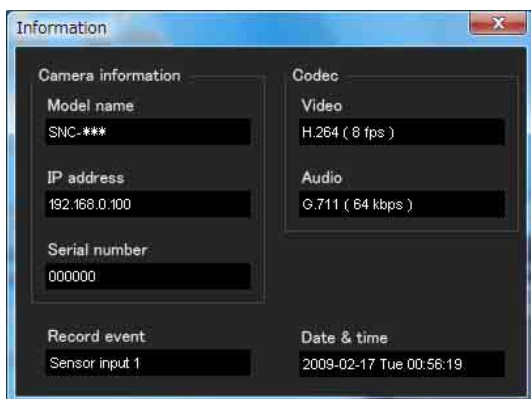 Information
Camera information
Model name
SNC-***
IP address
192.168.0.100
Serial number
000000
Codec
Video
H.264 ( 8 fps )
Audio
G.711 ( 64 kbps )
Record event
Sensor input 1
Date & time
2009-02-17 Tue 00:56:19